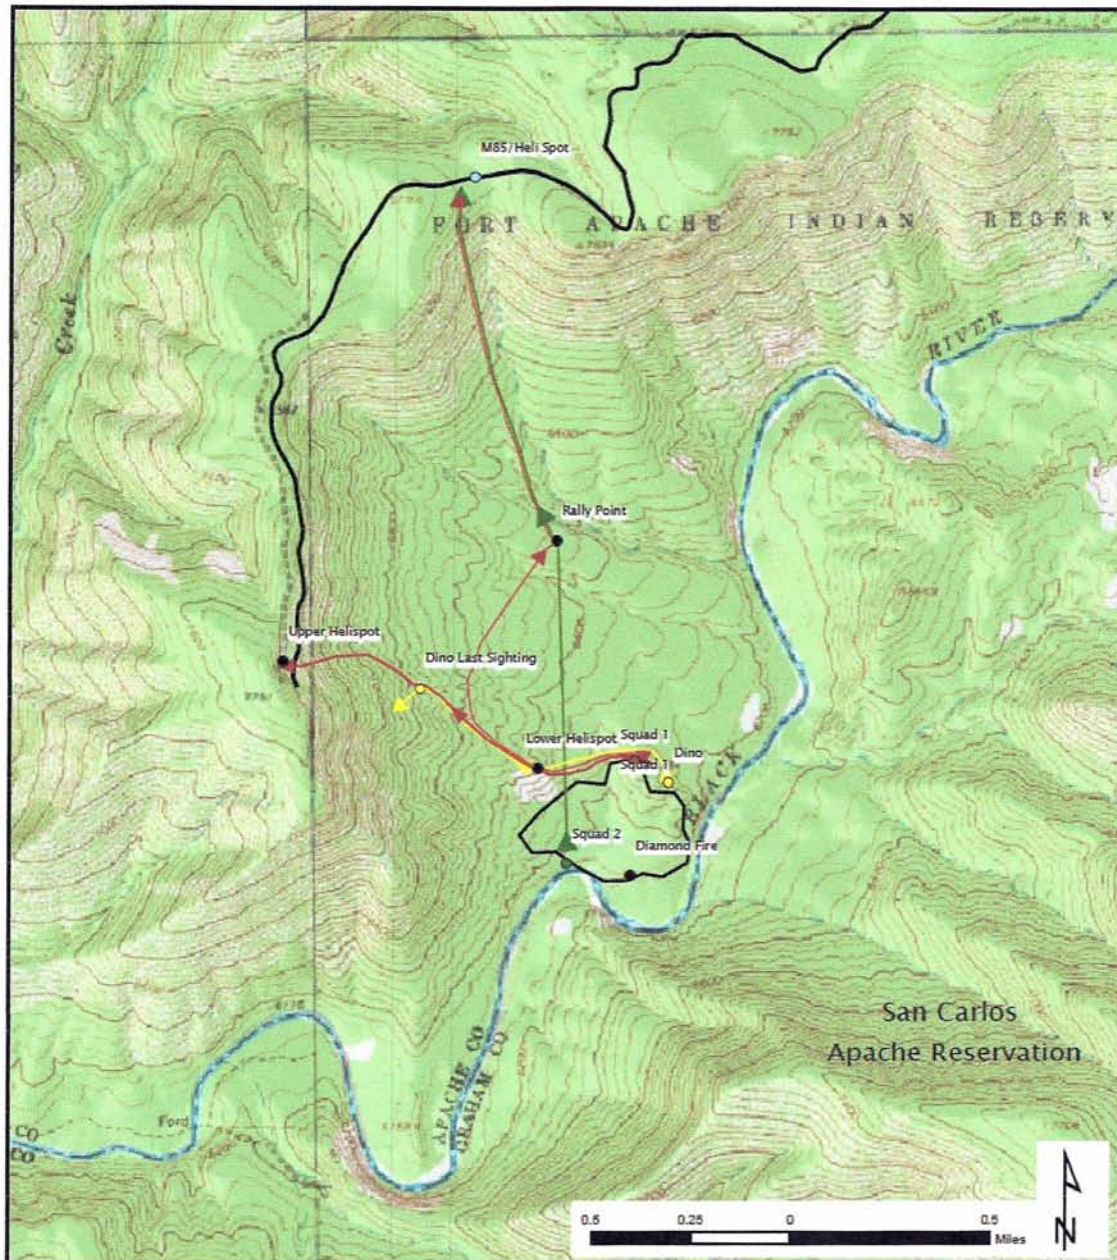 M85/Heli Spot
FORT APACHE INDIAN RESERV
Creek
RIVER
Rally Point
Upper Helispot
Dino Last Sighting
Lower Helispot
Squad 1
Dino
Squad 1
BLACK
Squad 2
Diamond Fire
San Carlos
Apache Reservation
APACHE CO
GRAHAM CO
Ford
CO
CO
N
0.5 0.25 0 0.5
Miles